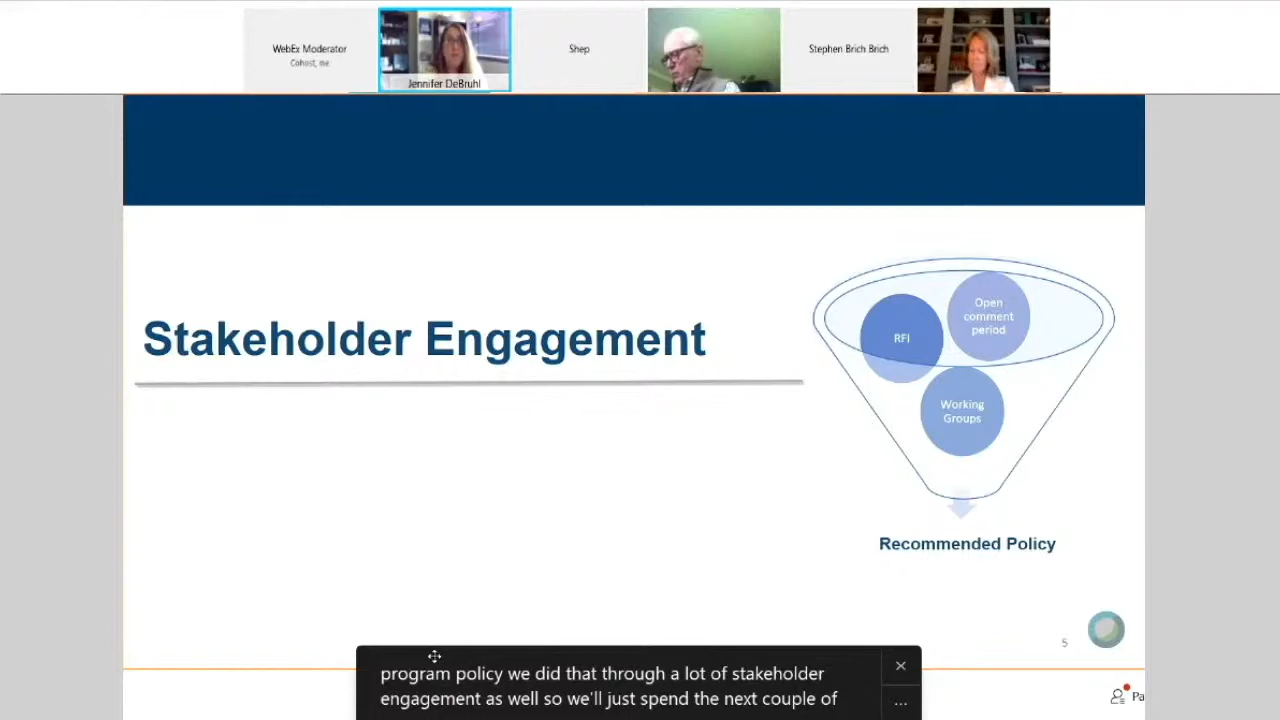 WebEx Moderator
Cohost, me
Jennifer DeBruhl
Shep
Stephen Brich Brich
Stakeholder Engagement
Open
comment
period
RFI
Working
Groups
Recommended Policy
5
program policy we did that through a lot of stakeholder
engagement as well so we'll just spend the next couple of
Pa